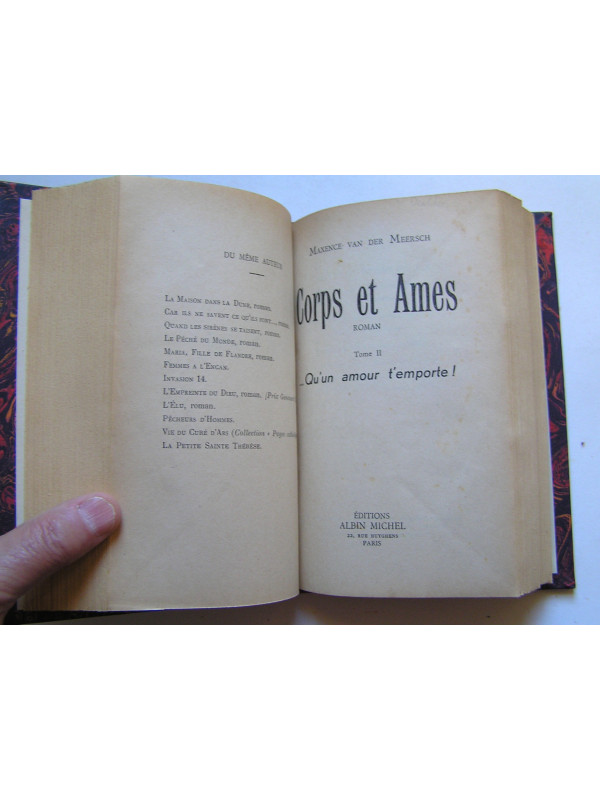 DU MÊME AUTEUR
LA MAISON DANS LA DUNE, ROMAN.
CAR ILS NE SAVENT CE QU'ILS FONT... ROMAN.
QUAND LES SIRÈNES SE TAISENT, ROMAN.
LE PÉCHÉ DU MONDE, ROMAN.
MARIA, FILLE DE FLANDRE, ROMAN.
FEMMES A L'ENCAN.
INVASION 14.
L'EMPREINTE DU DIEU, ROMAN. (Prix
L'ÉLU, ROMAN.
PÊCHEURS D'HOMMES.
VIE DU CURÉ D'ARS (Collection « Pages
LA PETITE SAINTE THÉRÈSE.
MAXENCE VAN DER MEERSCH
Corps et Ames
ROMAN
Tome II
...Qu'un amour t'emporte !
ÉDITIONS
ALBIN MICHEL
22, RUE HUYGHENS
PARIS